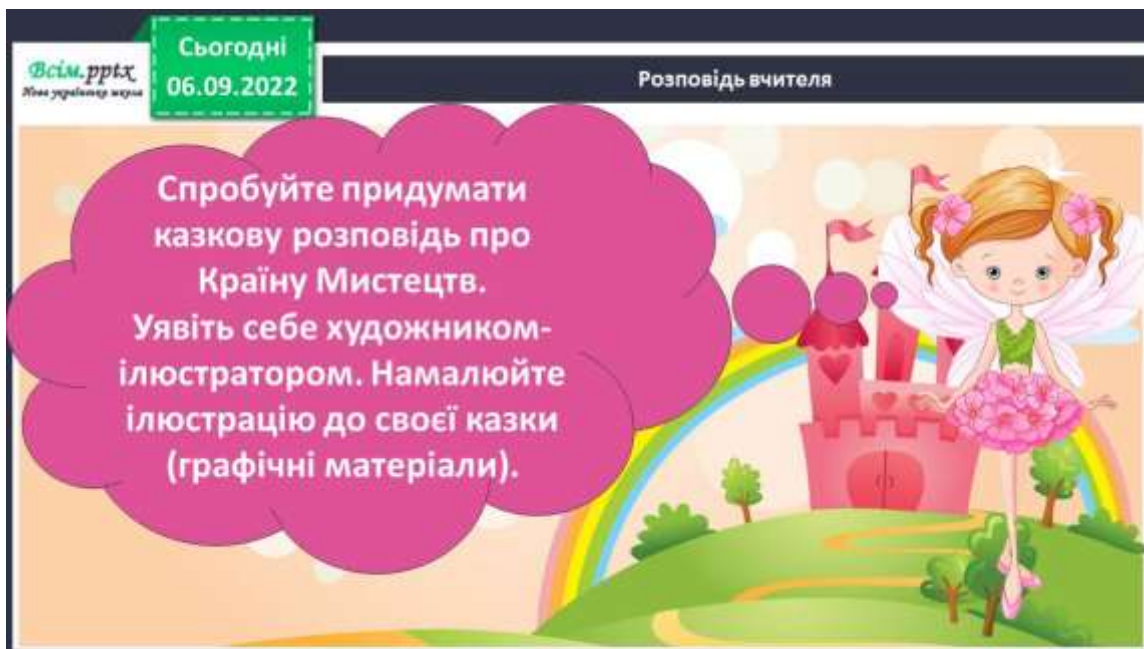 Всім.pptx
Нова українська школа
Сьогодні
06.09.2022
Розповідь вчителя
Спробуйте придумати
казкову розповідь про
Країну Мистецтв.
Уявіть себе художником-
ілюстратором. Намалюйте
ілюстрацію до своєї казки
(графічні матеріали).